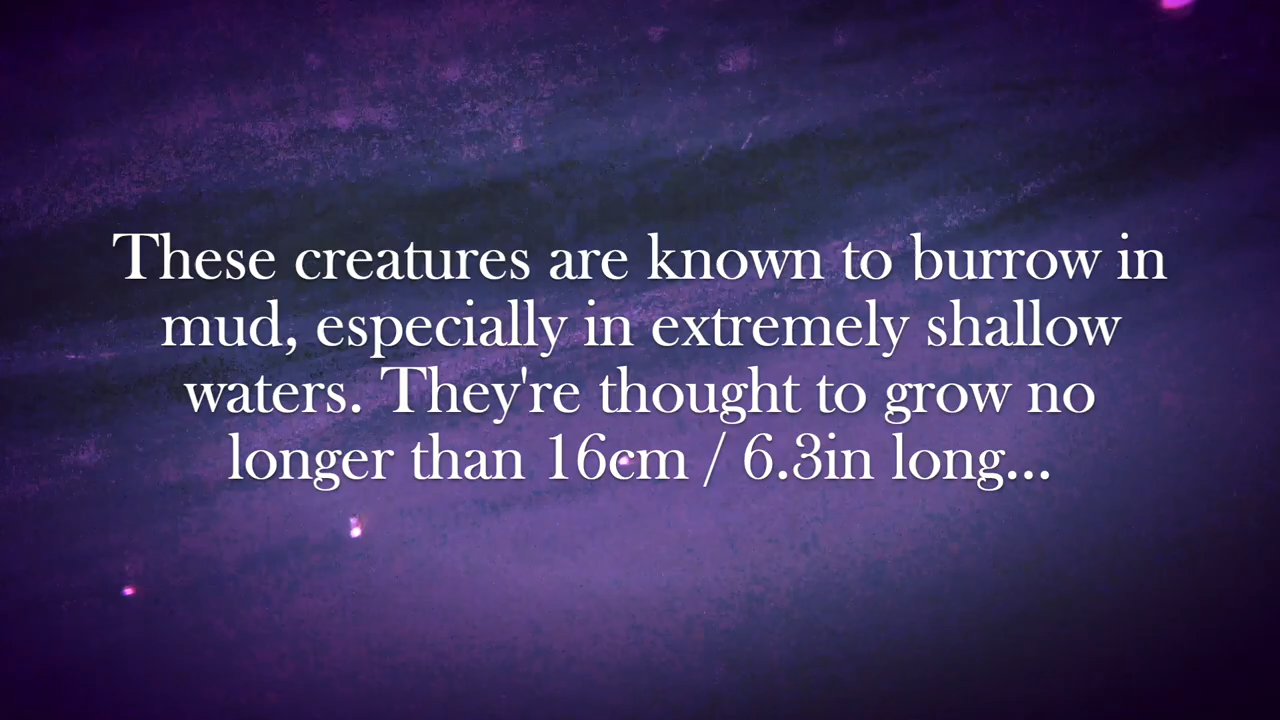 These creatures are known to burrow in
mud, especially in extremely shallow
waters. They're thought to grow no
longer than 16cm / 6.3in long...